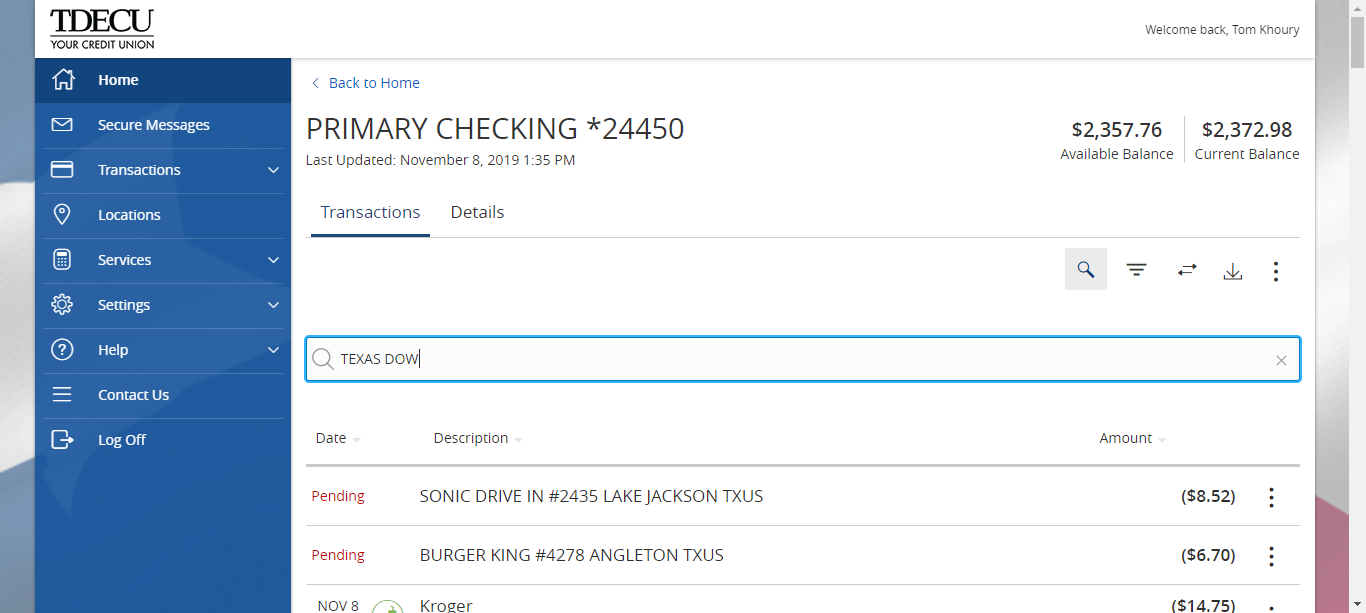 TDECU
YOUR CREDIT UNION
Welcome back, Tom Khoury
Home
Secure Messages
Transactions
Locations
Services
Settings
Help
Contact Us
Log Off
Back to Home
PRIMARY CHECKING *24450
Last Updated: November 8, 2019 1:35 PM
$2,357.76
Available Balance
$2,372.98
Current Balance
Transactions Details
TEXAS DOW
Date Description Amount
Pending SONIC DRIVE IN #2435 LAKE JACKSON TXUS ($8.52)
Pending BURGER KING #4278 ANGLETON TXUS ($6.70)
NOV 8 Kroger ($14.75)